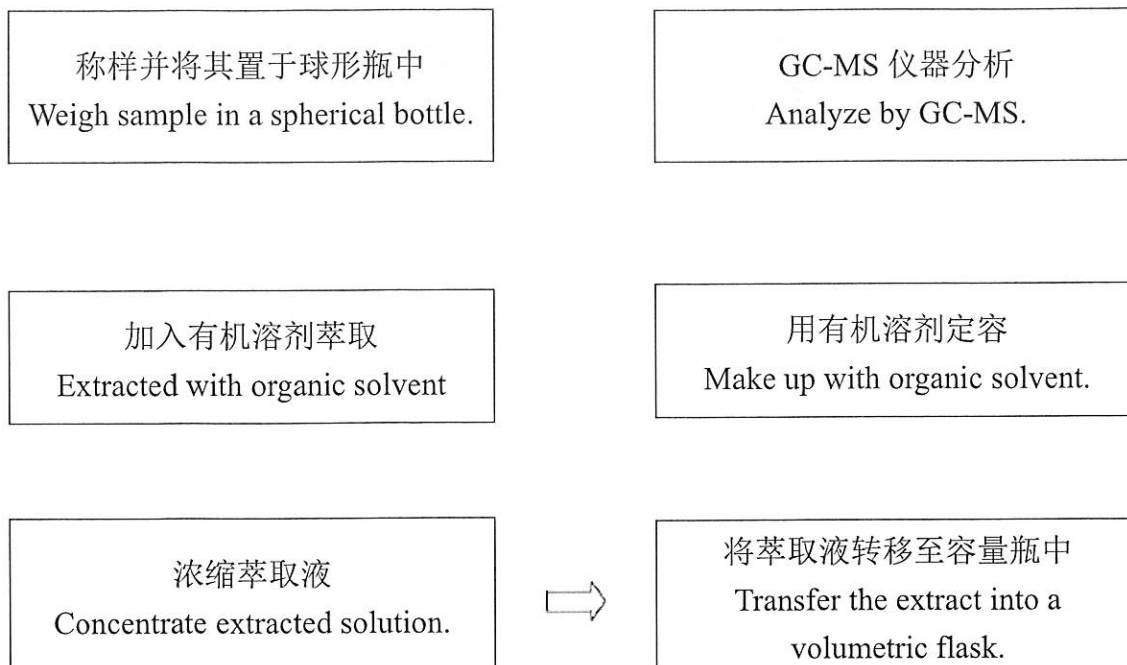 称样并将其置于球形瓶中
Weigh sample in a spherical bottle.
加入有机溶剂萃取
Extracted with organic solvent
浓缩萃取液
Concentrate extracted solution.
将萃取液转移至容量瓶中
Transfer the extract into a
volumetric flask.
用有机溶剂定容
Make up with organic solvent.
GC-MS 仪器分析
Analyze by GC-MS.